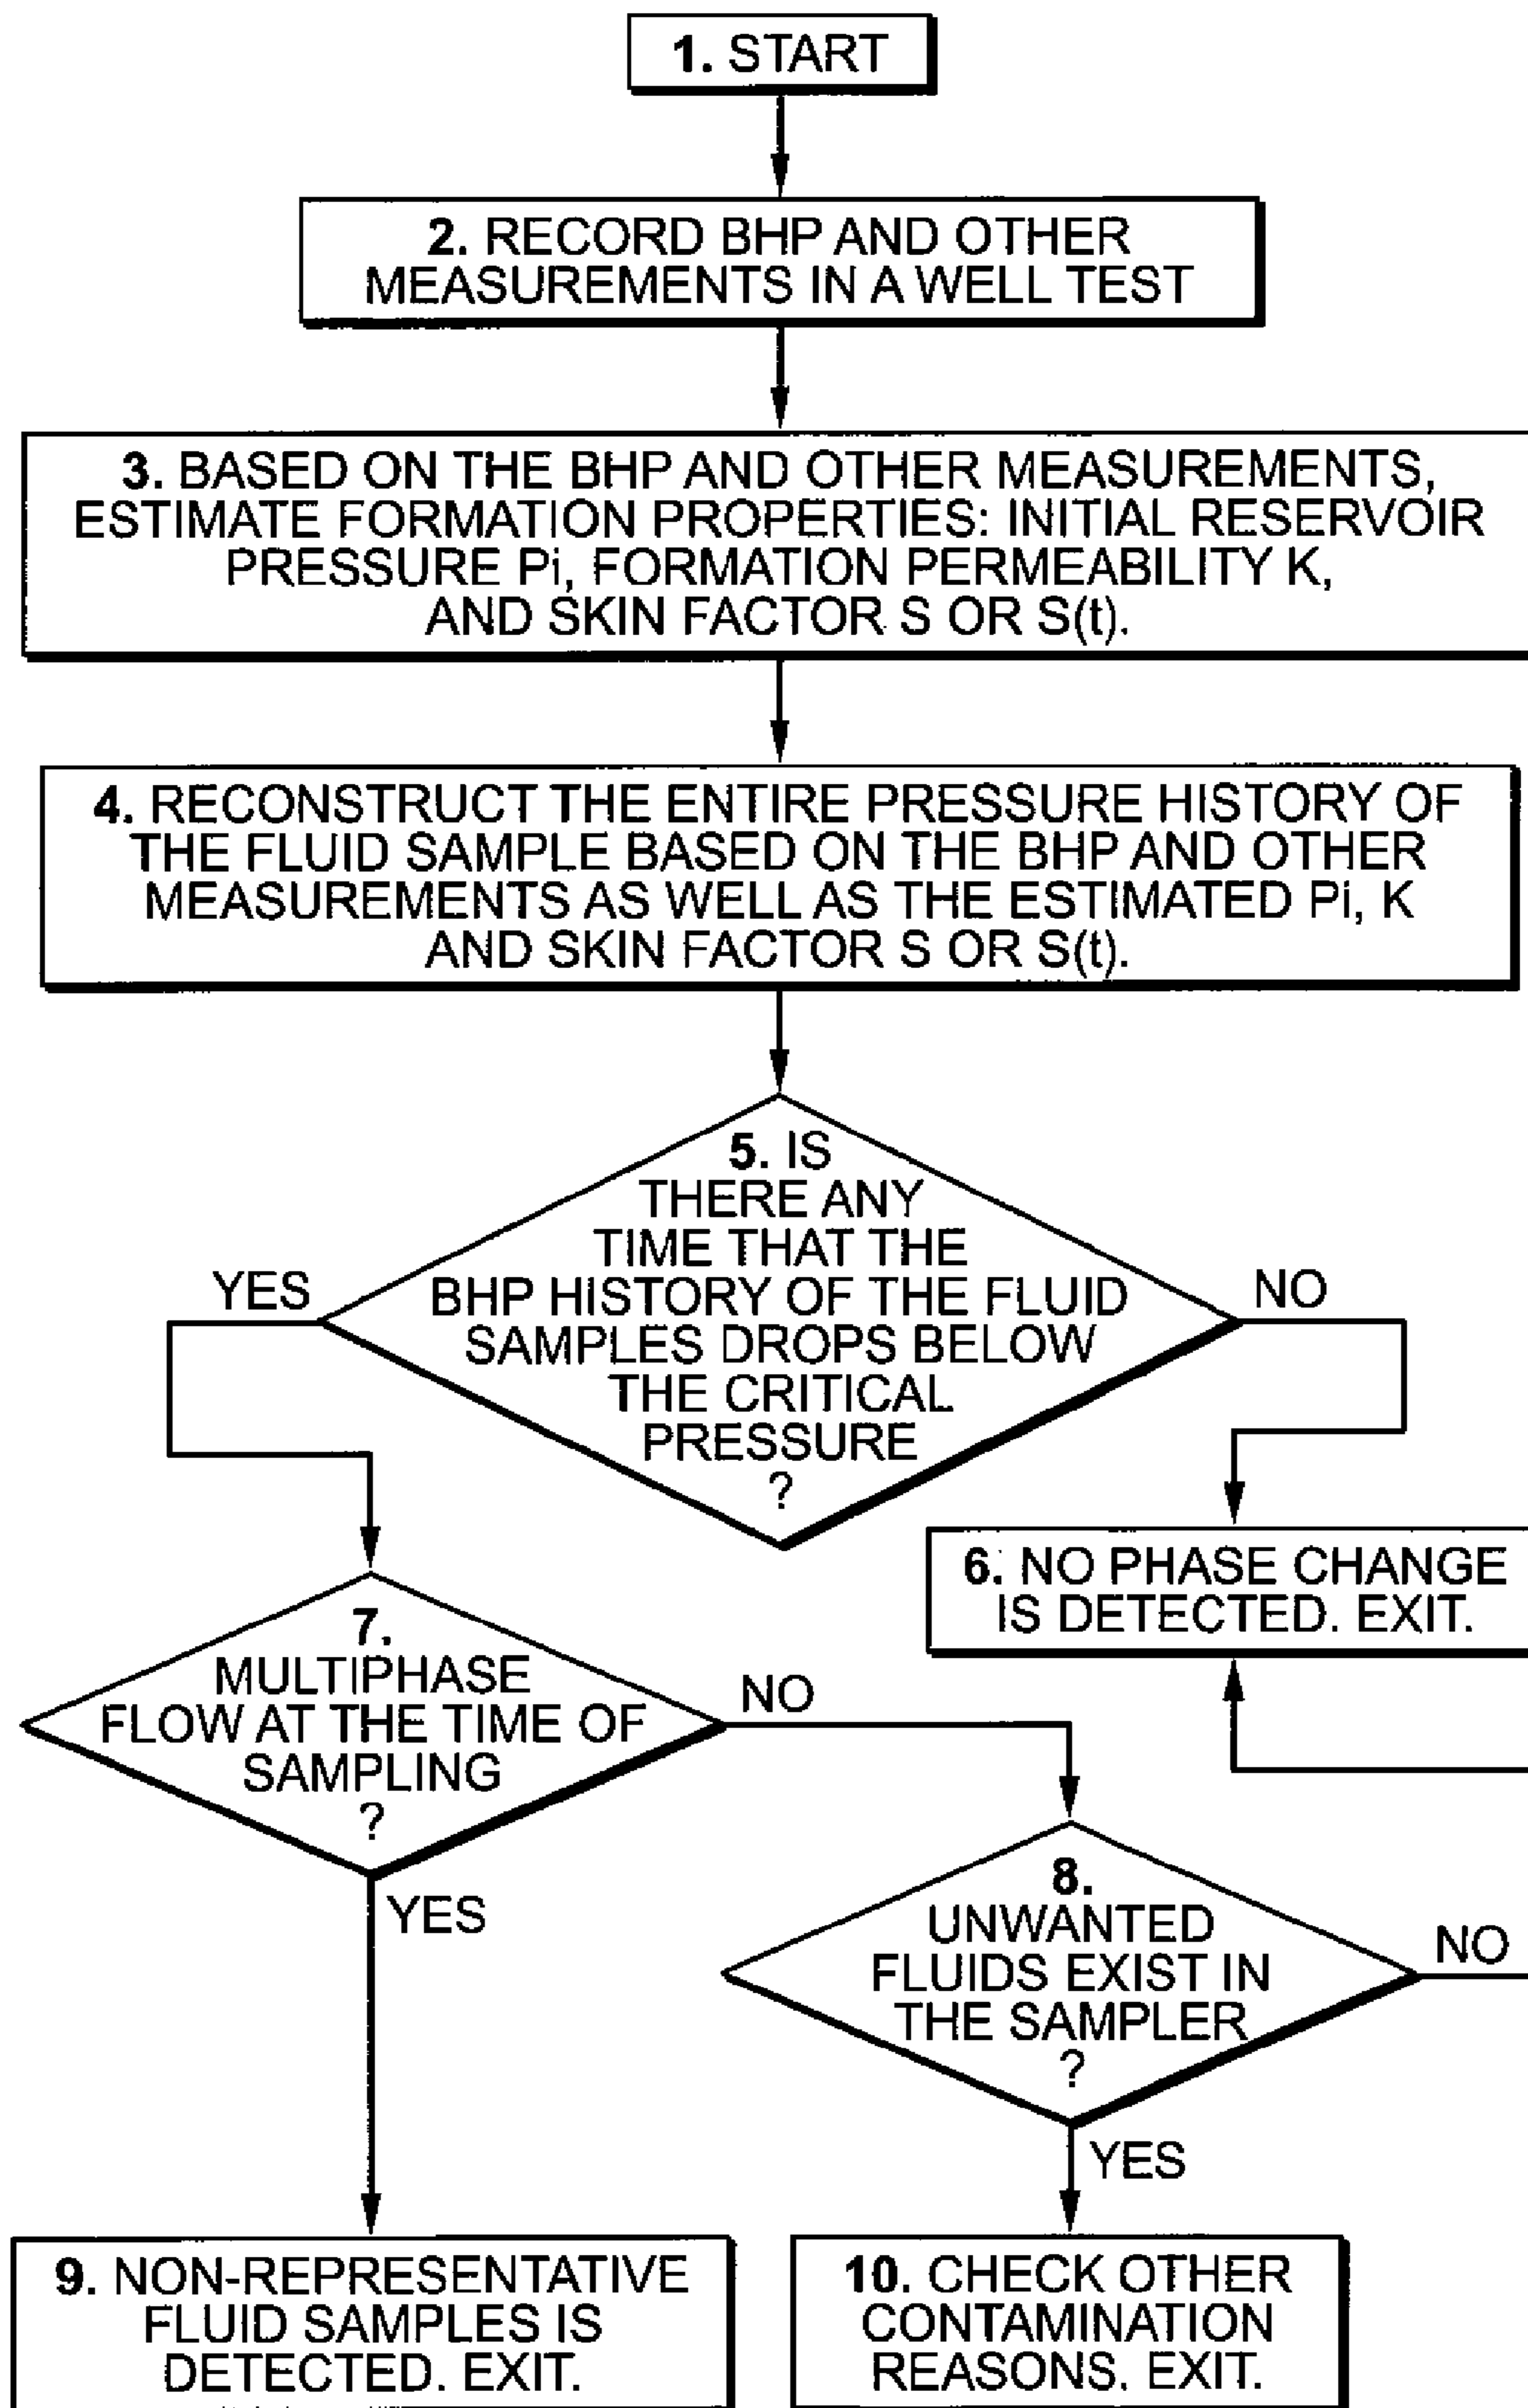 1. START
2. RECORD BHP AND OTHER
MEASUREMENTS IN A WELL TEST
3. BASED ON THE BHP AND OTHER MEASUREMENTS,
ESTIMATE FORMATION PROPERTIES: INITIAL RESERVOIR
PRESSURE Pi, FORMATION PERMEABILITY K,
AND SKIN FACTOR S OR S(t).
4. RECONSTRUCT THE ENTIRE PRESSURE HISTORY OF
THE FLUID SAMPLE BASED ON THE BHP AND OTHER
MEASUREMENTS AS WELL AS THE ESTIMATED Pi, K
AND SKIN FACTOR S OR S(t).
5. IS
THERE ANY
TIME THAT THE
BHP HISTORY OF THE FLUID
SAMPLES DROPS BELOW
THE CRITICAL
PRESSURE
?
YES
NO
6. NO PHASE CHANGE
IS DETECTED. EXIT.
7.
MULTIPHASE
FLOW AT THE TIME OF
SAMPLING
?
NO
YES
8.
UNWANTED
FLUIDS EXIST IN
THE SAMPLER
?
NO
YES
9. NON-REPRESENTATIVE
FLUID SAMPLES IS
DETECTED. EXIT.
10. CHECK OTHER
CONTAMINATION
REASONS. EXIT.